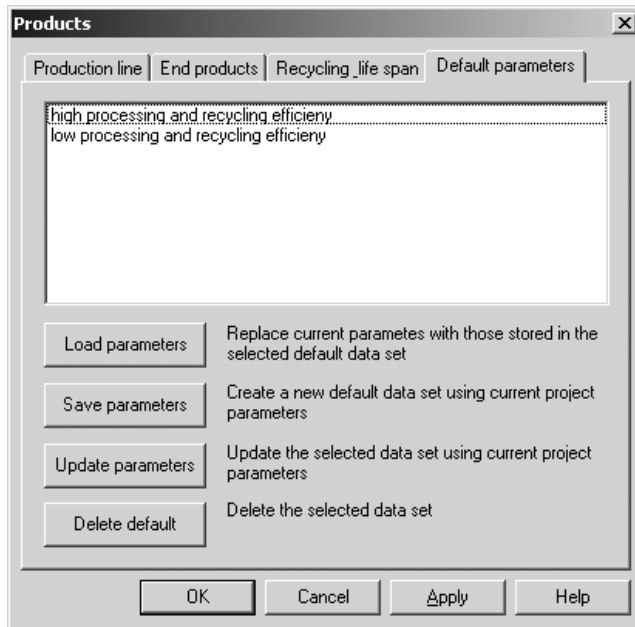 Products
Production line
End products
Recycling_life span
Default parameters
high processing and recycling efficieny
low processing and recycling efficieny
Load parameters
Replace current parametes with those stored in the
selected default data set
Save parameters
Create a new default data set using current project
parameters
Update parameters
Update the selected data set using current project
parameters
Delete default
Delete the selected data set
OK
Cancel
Apply
Help